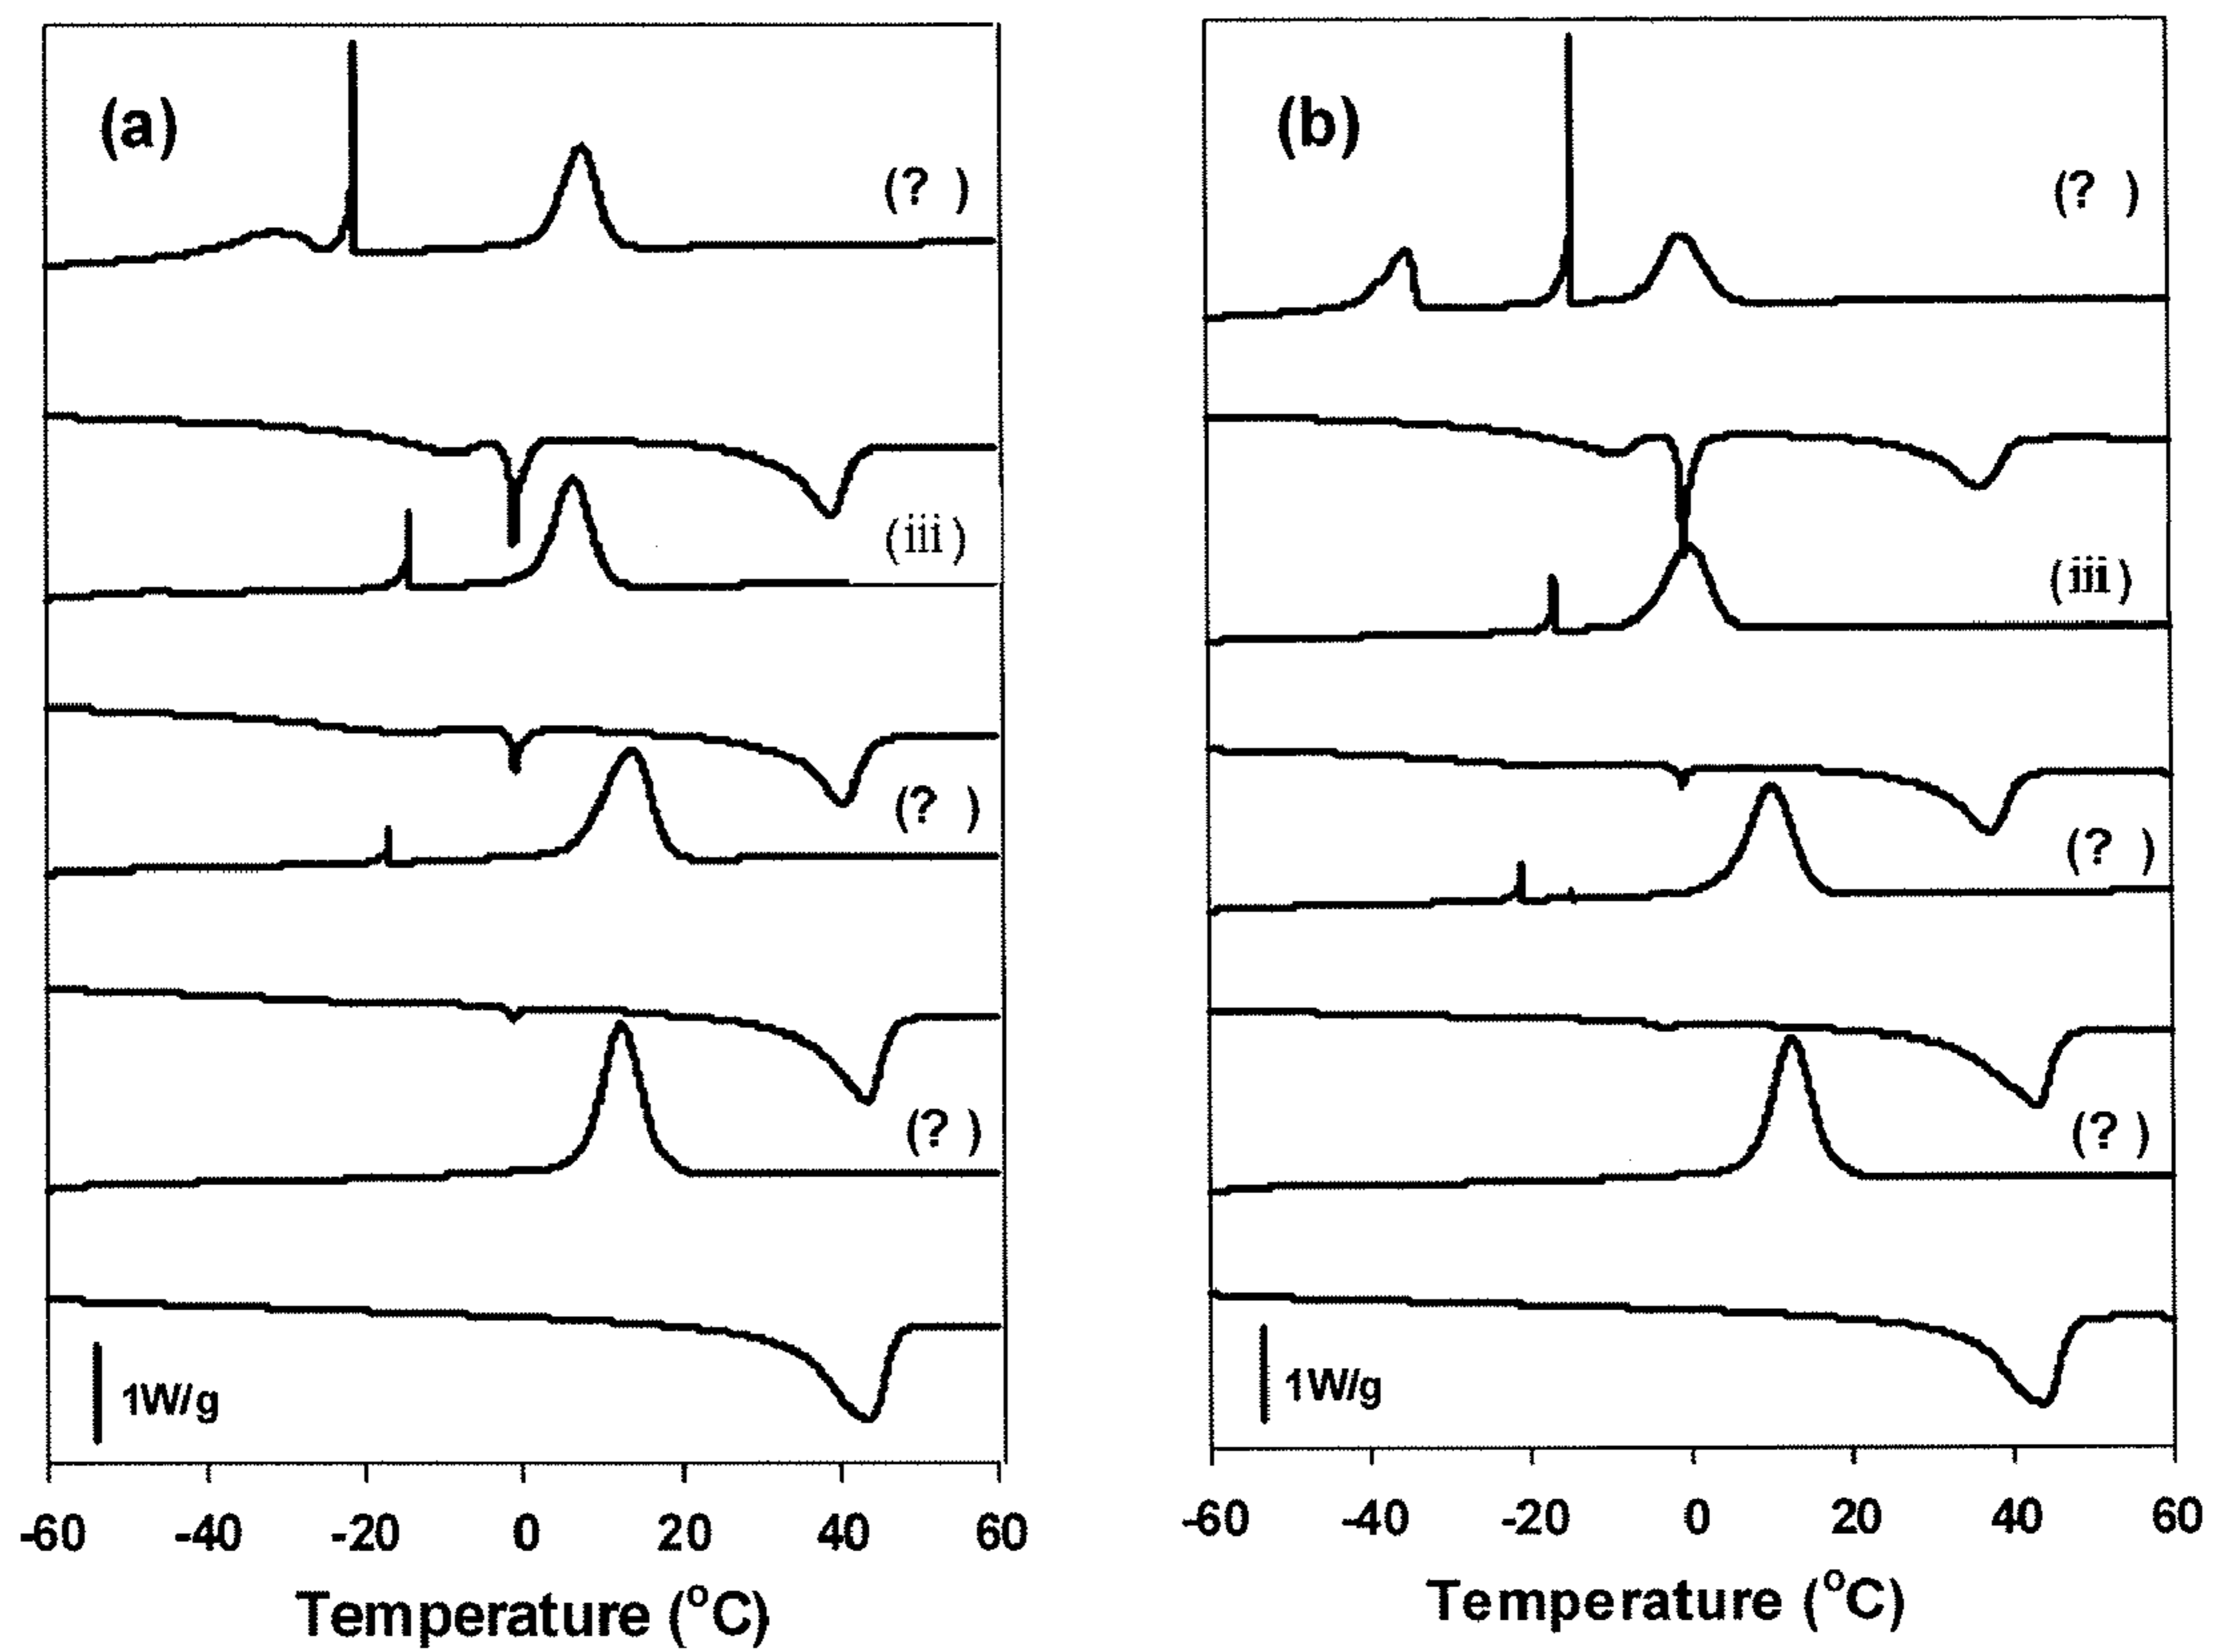 (a)
(? )
(iii)
(? )
(? )
1W/g
-60 -40 -20 0 20 40 60
Temperature (°C)
(b)
(? )
(iii)
(? )
(? )
1W/g
-60 -40 -20 0 20 40 60
Temperature (°C)